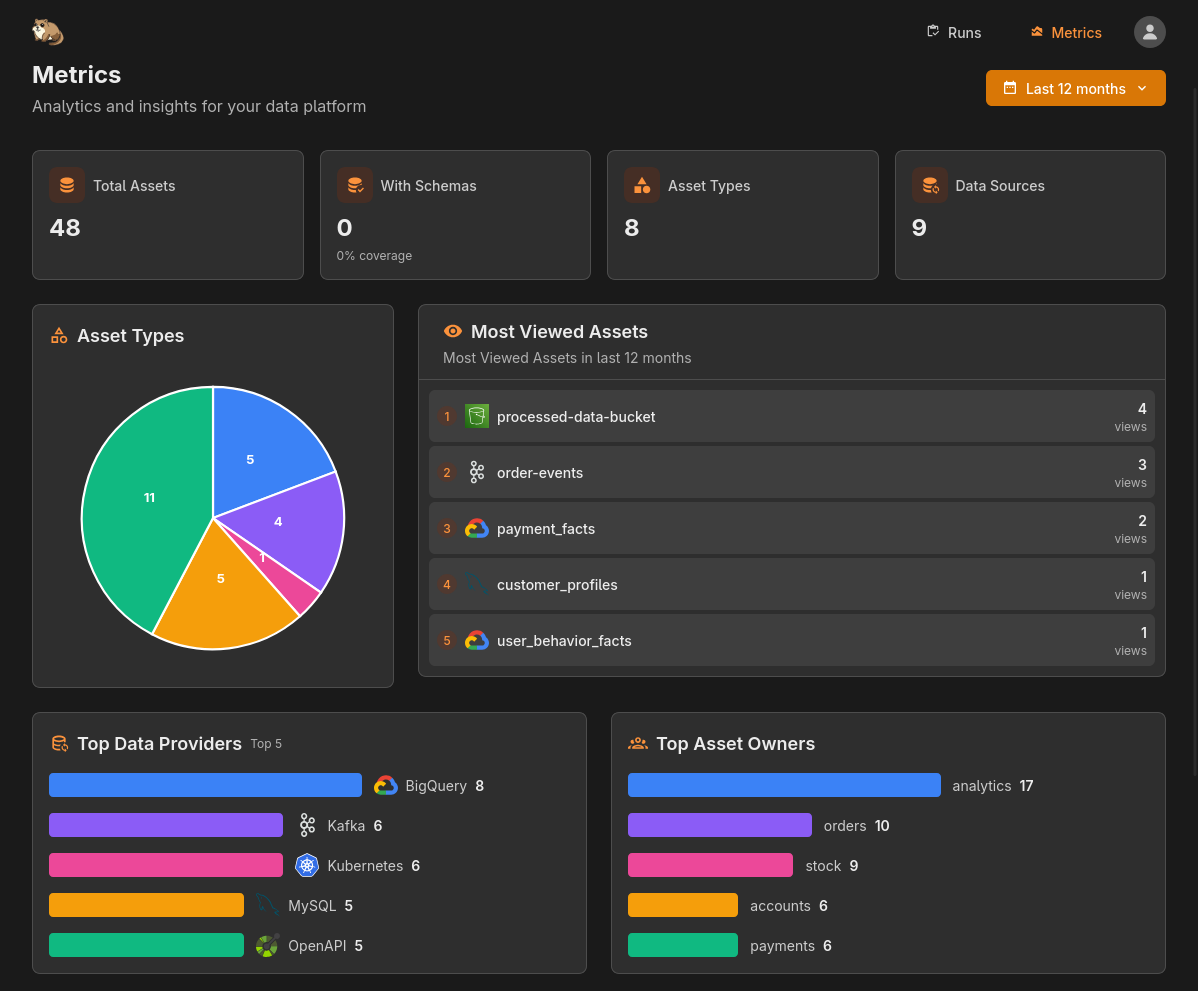 Runs
Metrics
Metrics
Analytics and insights for your data platform
Last 12 months
Total Assets
48
With Schemas
0
0% coverage
Asset Types
8
Data Sources
9
Asset Types
5
4
1
5
11
Most Viewed Assets
Most Viewed Assets in last 12 months
1 processed-data-bucket 4 views
2 order-events 3 views
3 payment_facts 2 views
4 customer_profiles 1 views
5 user_behavior_facts 1 views
Top Data Providers Top 5
BigQuery 8
Kafka 6
Kubernetes 6
MySQL 5
OpenAPI 5
Top Asset Owners
analytics 17
orders 10
stock 9
accounts 6
payments 6